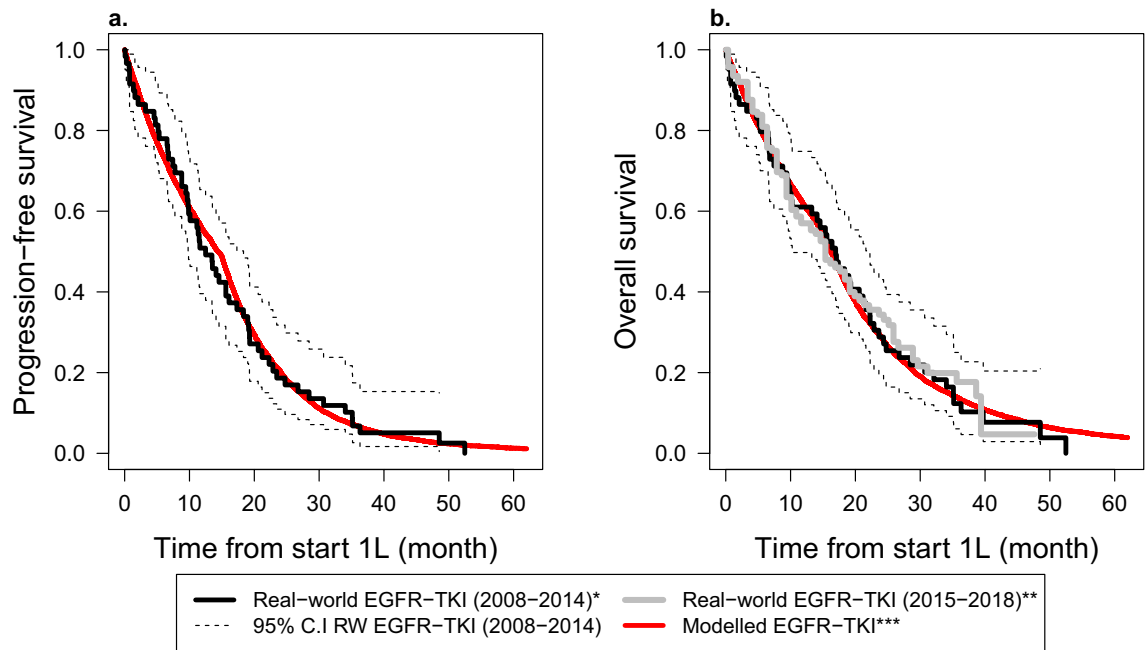 a.
Progression−free survival
1.0
0.8
0.6
0.4
0.2
0.0
0 10 20 30 40 50 60
Time from start 1L (month)
b.
Overall survival
1.0
0.8
0.6
0.4
0.2
0.0
0 10 20 30 40 50 60
Time from start 1L (month)
Real−world EGFR−TKI (2008−2014)*
95% C.I RW EGFR−TKI (2008−2014)
Real−world EGFR−TKI (2015−2018)**
Modelled EGFR−TKI***